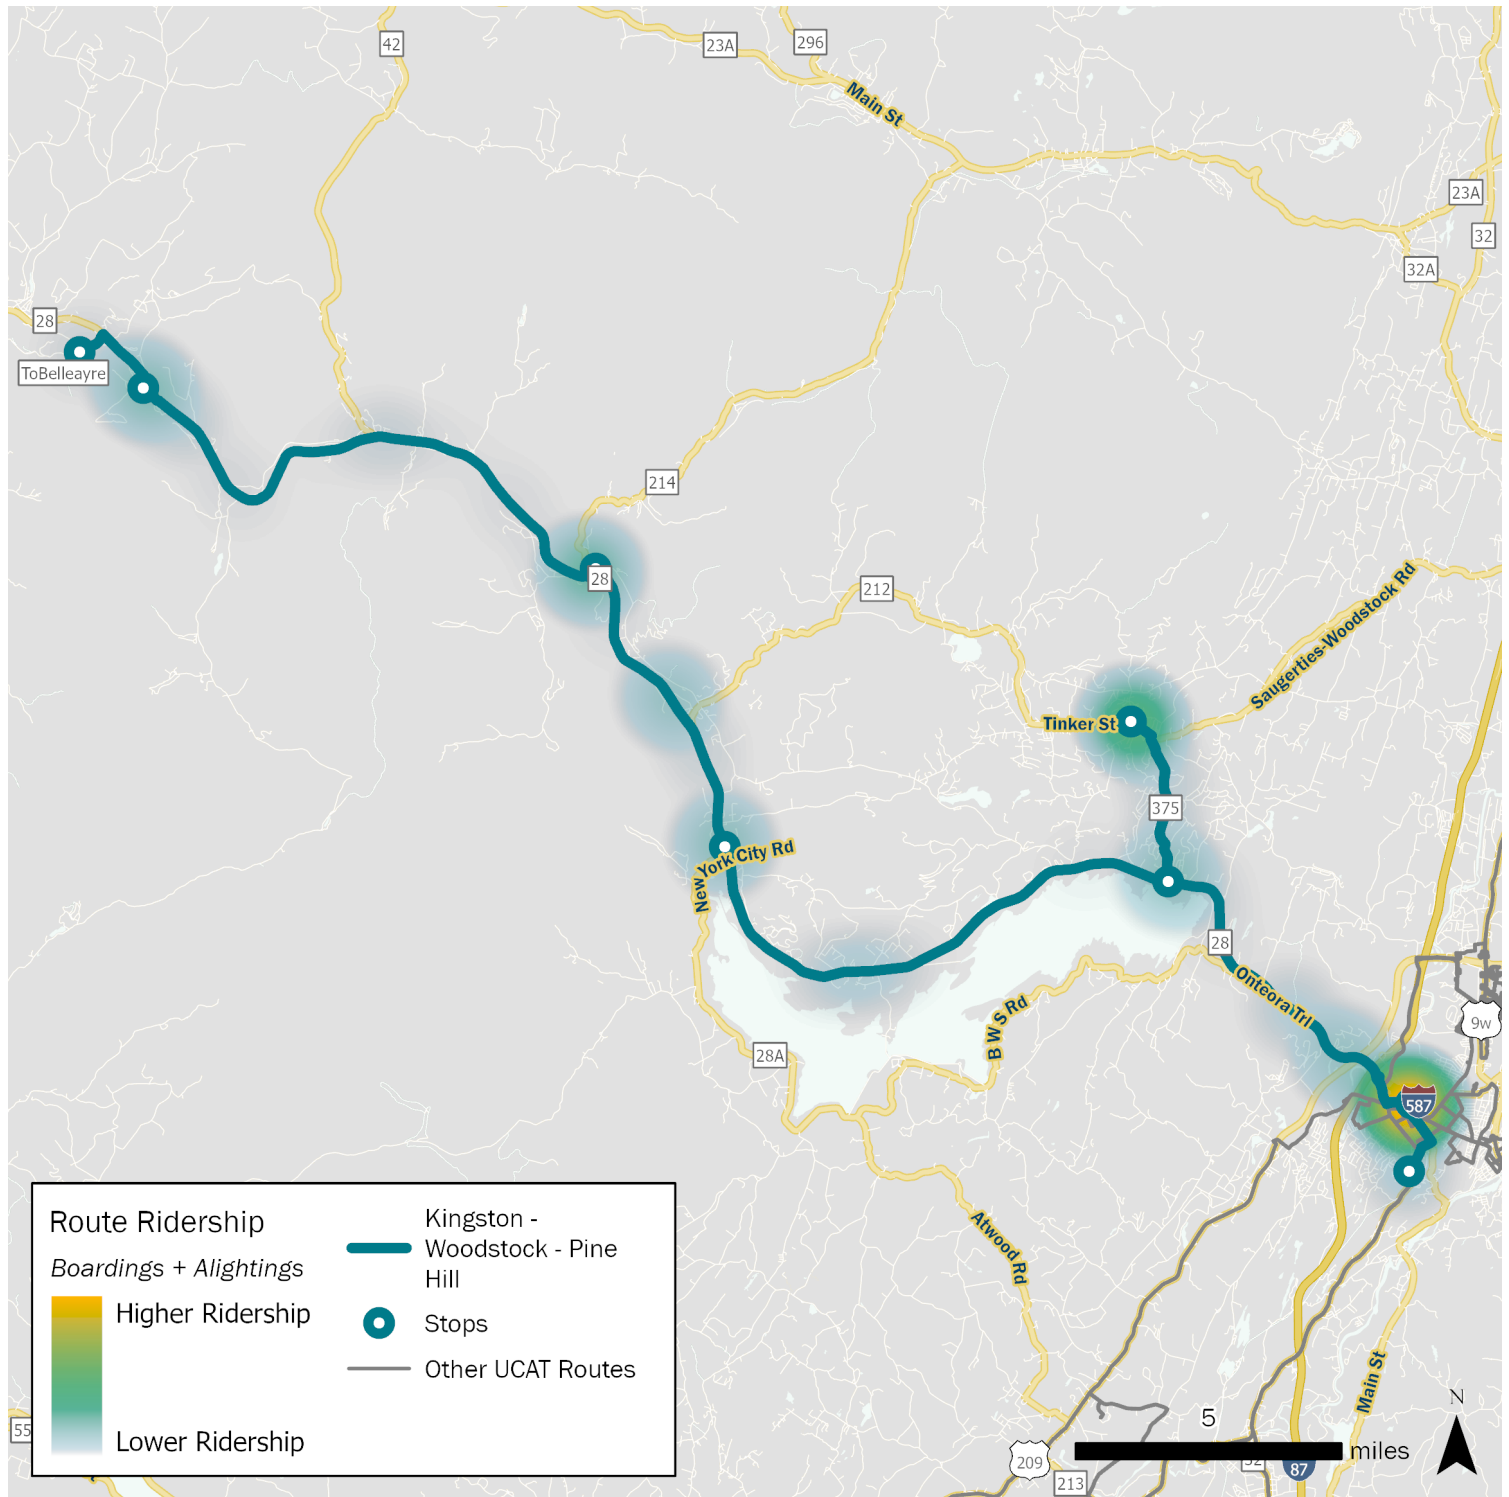 42
23A
296
Main St
23A
32
32A
28
ToBelleayre
214
28
212
Saugerties-Woodstock Rd
Tinker St
375
New York City Rd
28
Onteora Trl
9w
B W S Rd
28A
587
Atwood Rd
Main St
Route Ridership
Boardings + Alightings
Higher Ridership
Lower Ridership
Kingston -
Woodstock - Pine
Hill
Stops
Other UCAT Routes
55
N
5
miles
209
213
87